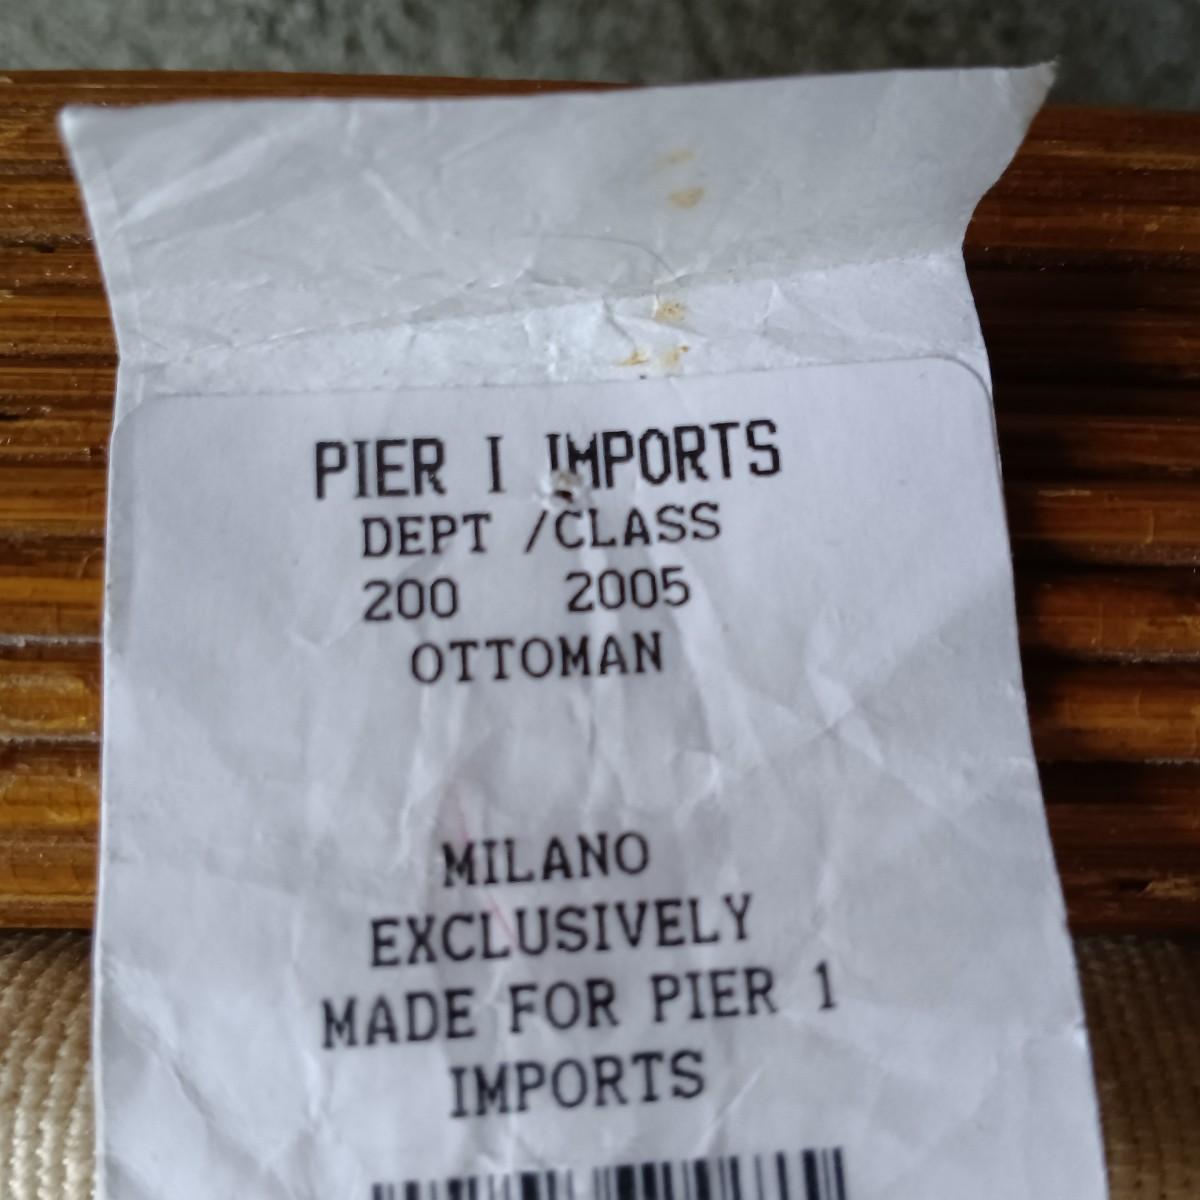 PIER I IMPORTS
DEPT /CLASS
200 2005
OTTOMAN
MILANO
EXCLUSIVELY
MADE FOR PIER 1
IMPORTS